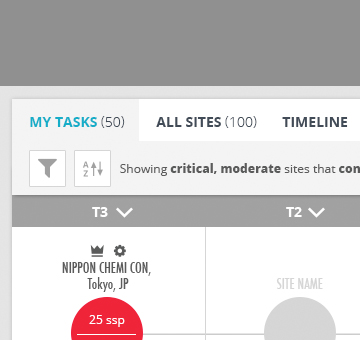 MY TASKS (50) ALL SITES (100) TIMELINE
A Z Showing critical, moderate sites that con
T3 T2
NIPPON CHEMI CON,
Tokyo, JP
SITE NAME
25 ssp